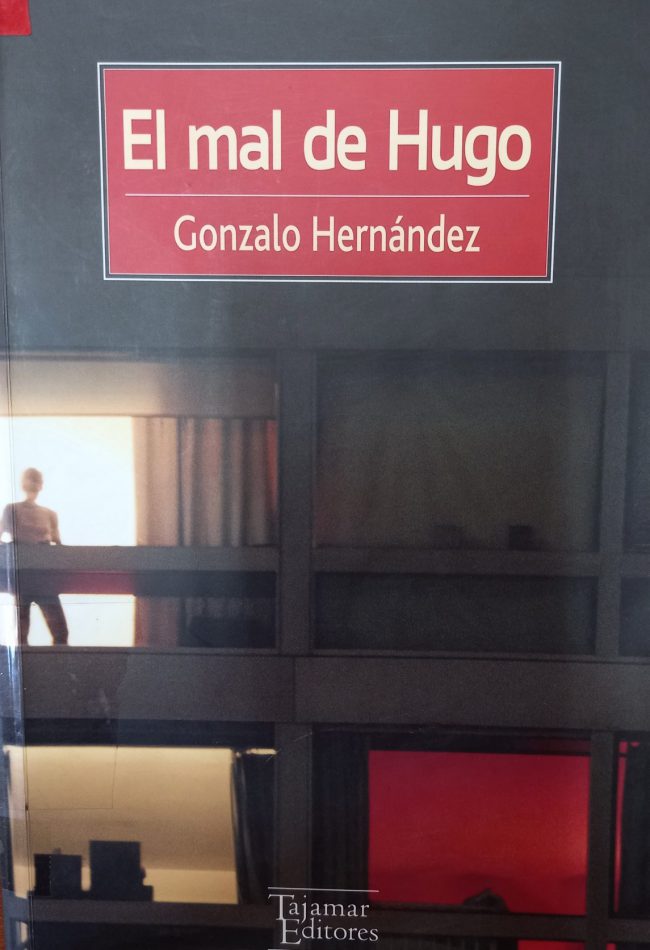 El mal de Hugo
Gonzalo Hernández
Tajamar
Editores